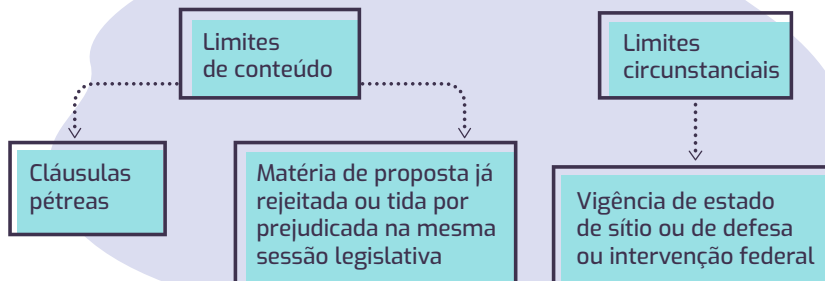 Limites
de conteúdo
Limites
circunstanciais
Cláusulas
pétreas
Matéria de proposta já
rejeitada ou tida por
prejudicada na mesma
sessão legislativa
Vigência de estado
de sítio ou de defesa
ou intervenção federal